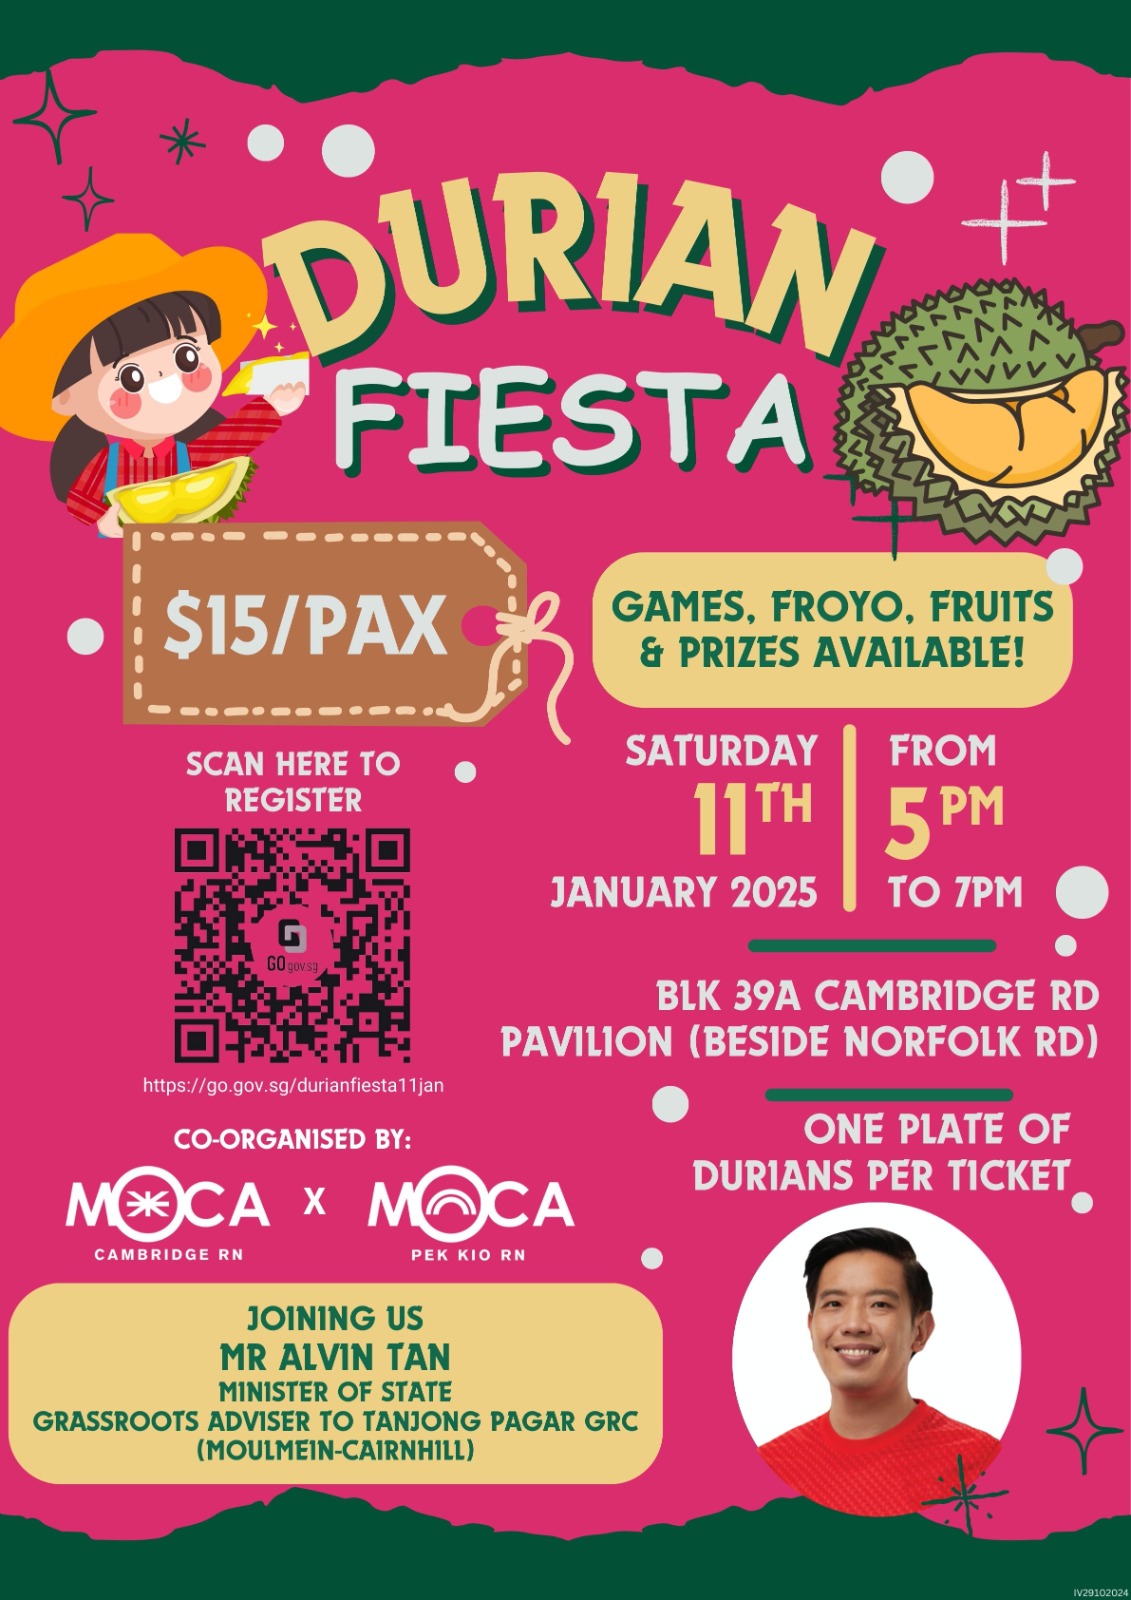 DURIAN
FIESTA
$15/PAX
GAMES, FROYO, FRUITS
& PRIZES AVAILABLE!
SCAN HERE TO
REGISTER
GO gov.sg
https://go.gov.sg/durianfiesta11jan
SATURDAY
11TH
JANUARY 2025
FROM
5PM
TO 7PM
BLK 39A CAMBRIDGE RD
PAVILION (BESIDE NORFOLK RD)
ONE PLATE OF
DURIANS PER TICKET
CO-ORGANISED BY:
MOCA X MOCA
CAMBRIDGE RN PEK KIO RN
JOINING US
MR ALVIN TAN
MINISTER OF STATE
GRASSROOTS ADVISER TO TANJONG PAGAR GRC
(MOULMEIN-CAIRNHILL)
IV29102024